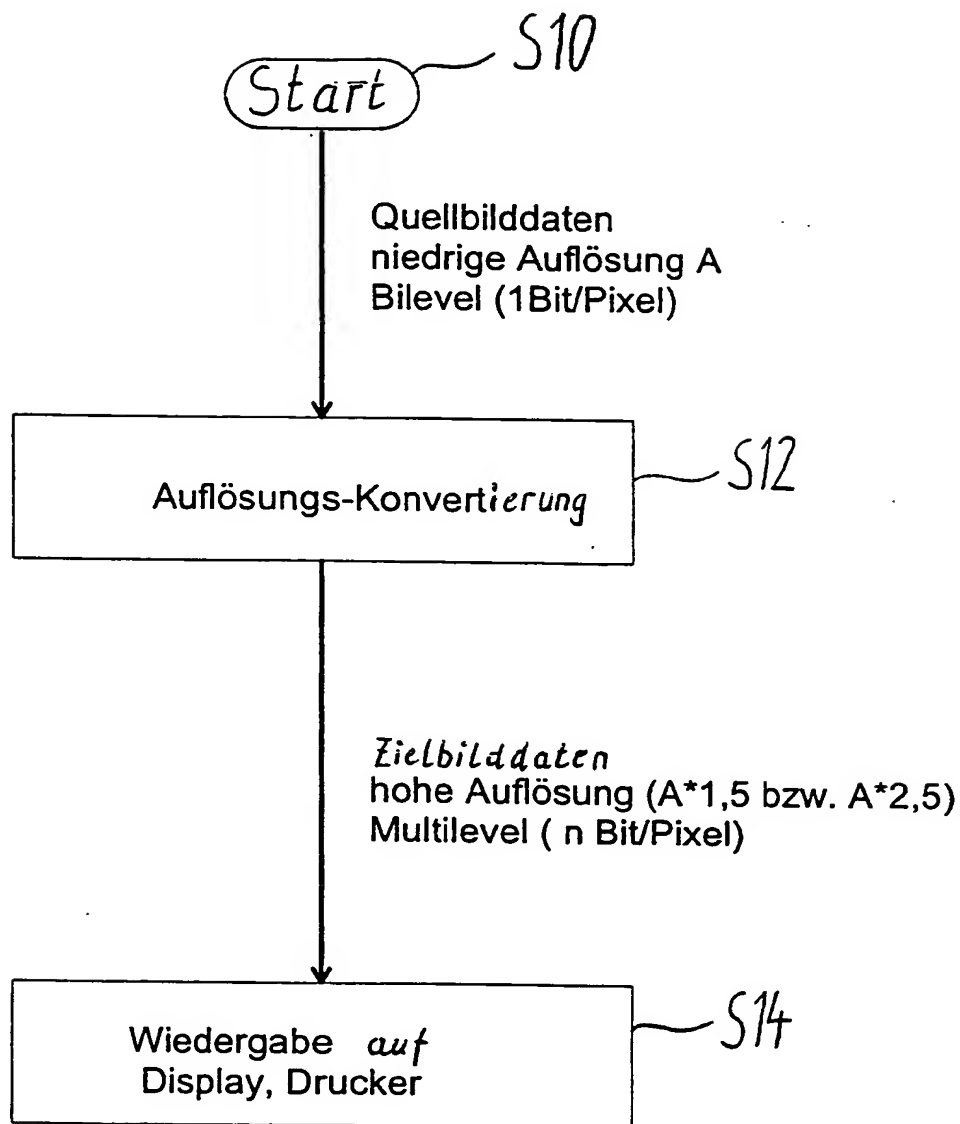 S10
Start
Quellbilddaten
niedrige Auflösung A
Bilevel (1Bit/Pixel)
S12
Auflösungs-Konvertierung
Zielbilddaten
hohe Auflösung (A*1,5 bzw. A*2,5)
Multilevel ( n Bit/Pixel)
S14
Wiedergabe auf
Display, Drucker